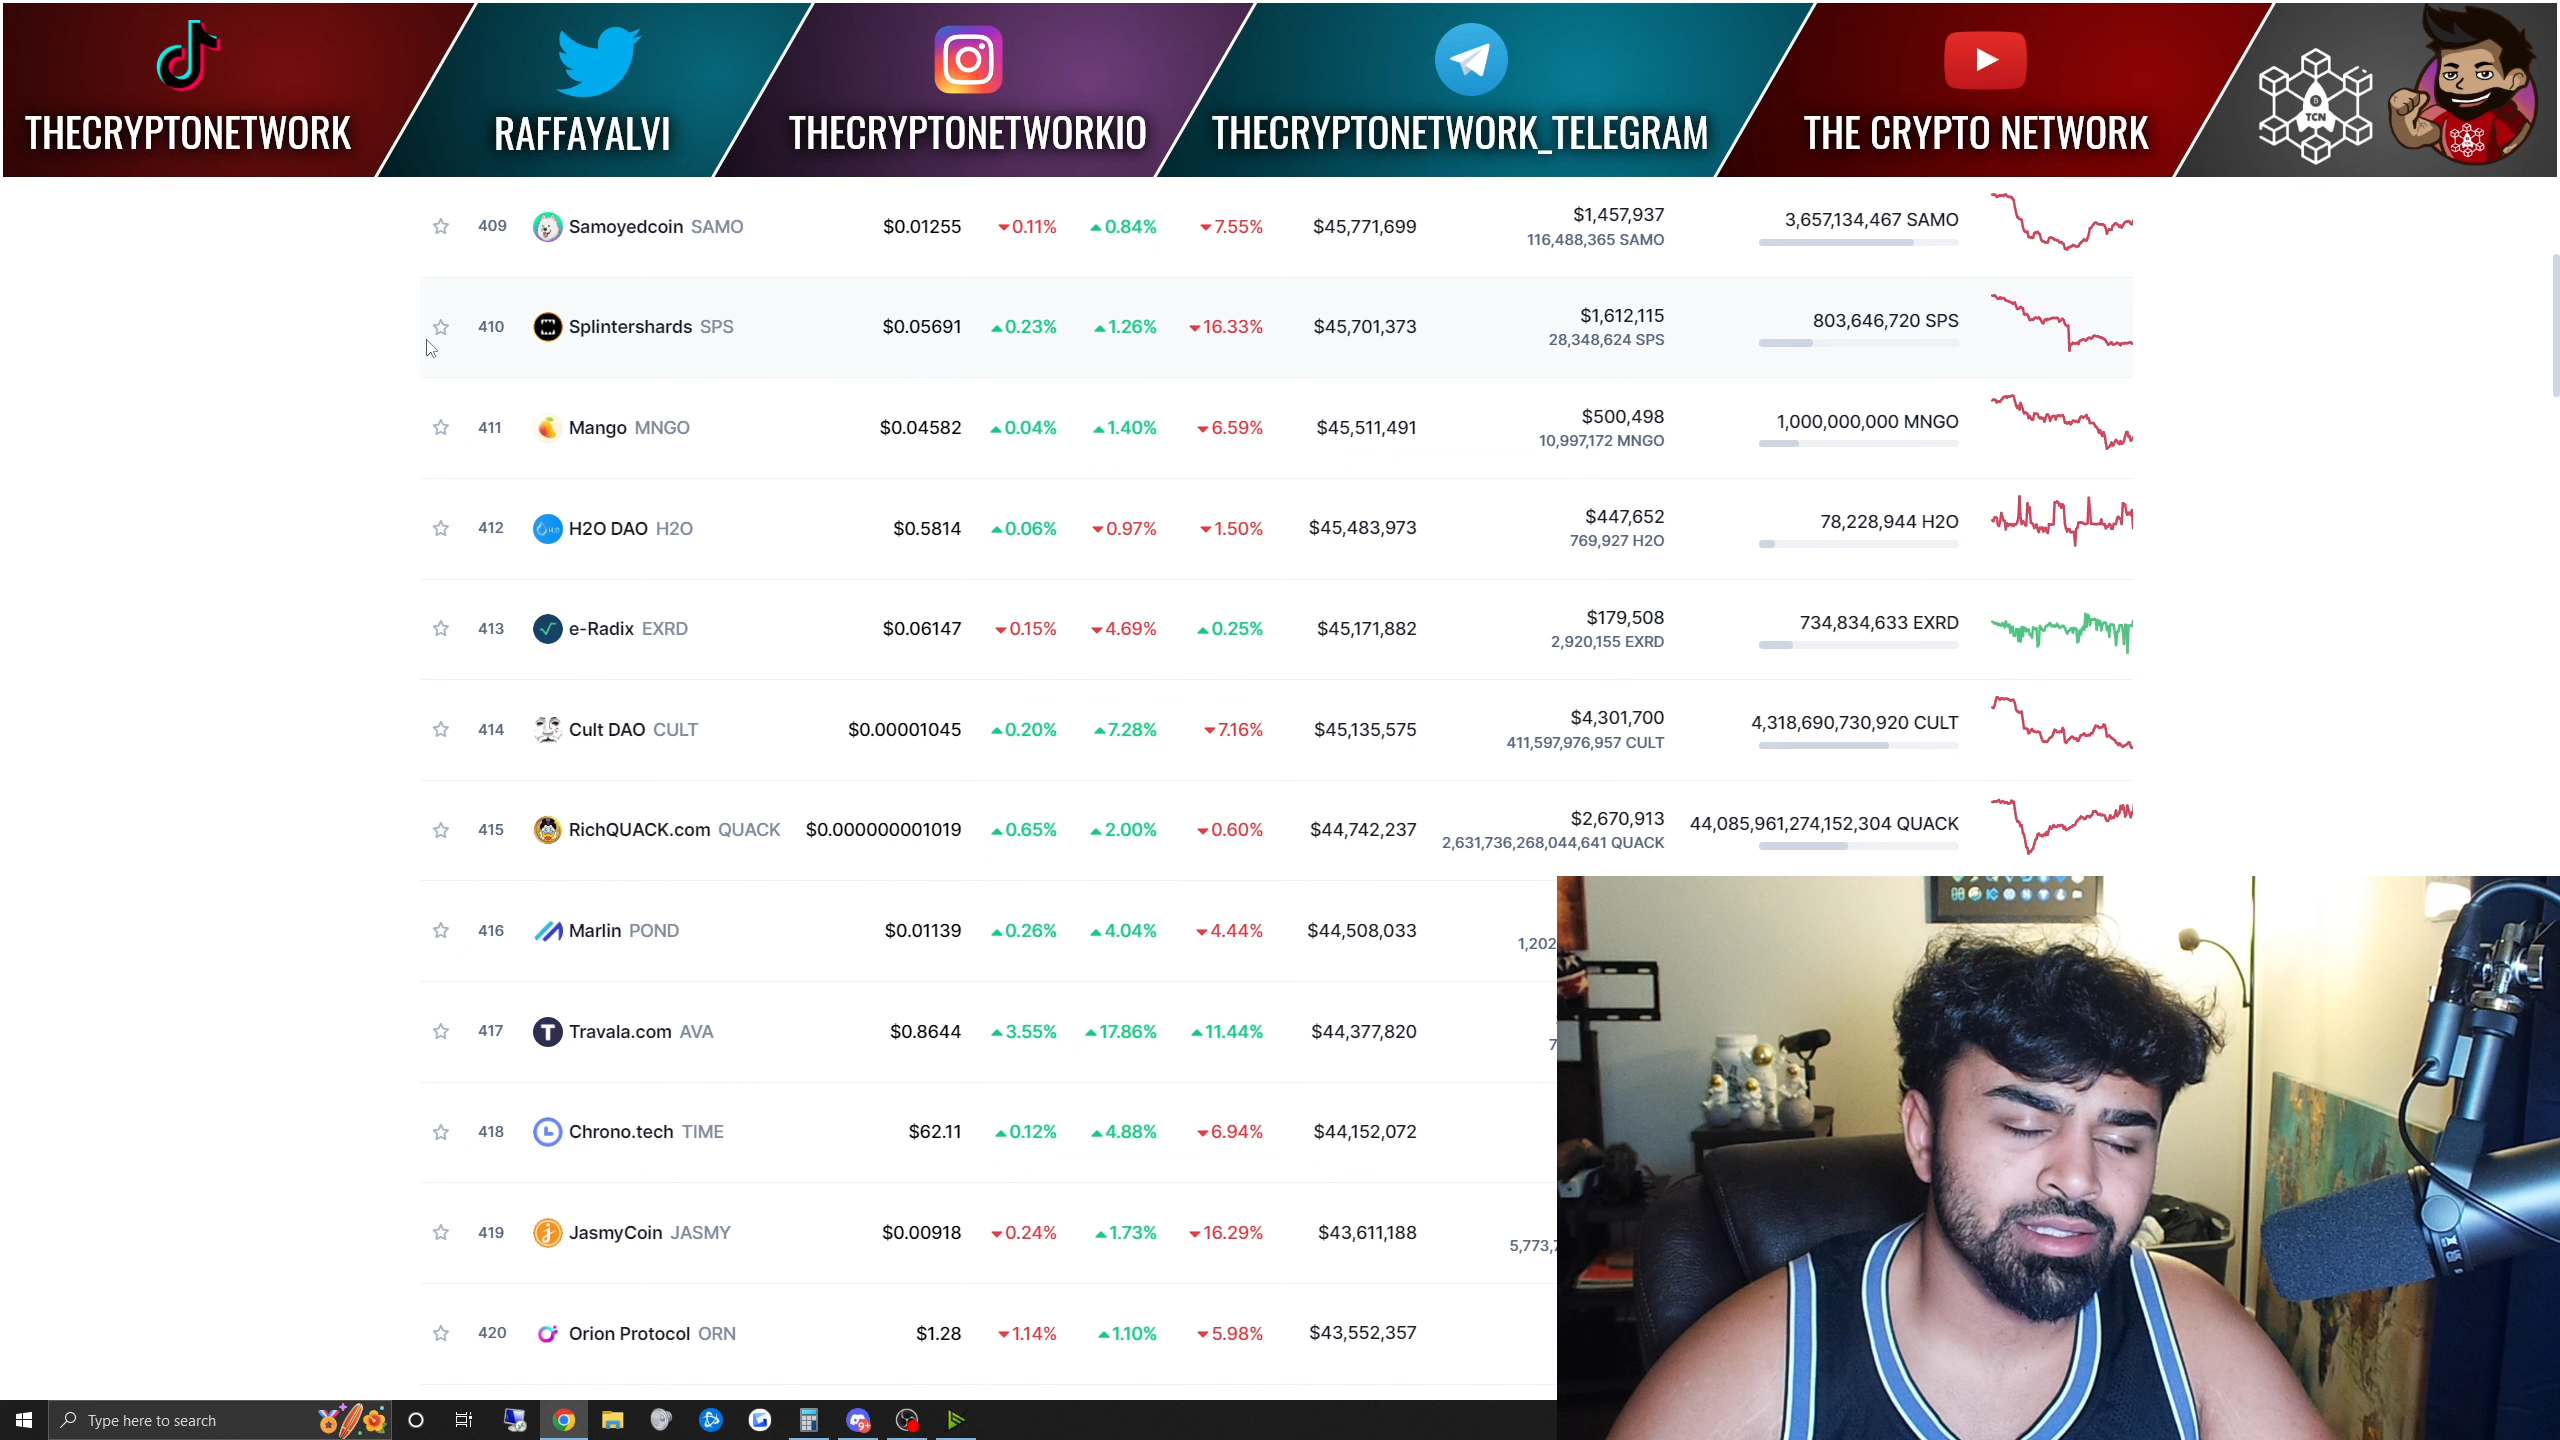 THECRYPTONETWORK
RAFFAYALVI
THECRYPTONETWORKIO
THECRYPTONETWORK_TELEGRAM
THE CRYPTO NETWORK
TCN
409 Samoyedcoin SAMO $0.01255 0.11% 0.84% 7.55% $45,771,699 $1,457,937 3,657,134,467 SAMO
116,488,365 SAMO
410 Splintershards SPS $0.05691 0.23% 1.26% 16.33% $45,701,373 $1,612,115 803,646,720 SPS
28,348,624 SPS
411 Mango MNGO $0.04582 0.04% 1.40% 6.59% $45,511,491 $500,498 1,000,000,000 MNGO
10,997,172 MNGO
412 H2O DAO H2O $0.5814 0.06% 0.97% 1.50% $45,483,973 $447,652 78,228,944 H2O
769,927 H2O
413 e-Radix EXRD $0.06147 0.15% 4.69% 0.25% $45,171,882 $179,508 734,834,633 EXRD
2,920,155 EXRD
414 Cult DAO CULT $0.00001045 0.20% 7.28% 7.16% $45,135,575 $4,301,700 4,318,690,730,920 CULT
411,597,976,957 CULT
415 RichQUACK.com QUACK $0.000000001019 0.65% 2.00% 0.60% $44,742,237 $2,670,913 44,085,961,274,152,304 QUACK
2,631,736,268,044,641 QUACK
416 Marlin POND $0.01139 0.26% 4.04% 4.44% $44,508,033
1,202
417 Travala.com AVA $0.8644 3.55% 17.86% 11.44% $44,377,820
7
418 Chrono.tech TIME $62.11 0.12% 4.88% 6.94% $44,152,072
419 JasmyCoin JASMY $0.00918 0.24% 1.73% 16.29% $43,611,188
5,773,
420 Orion Protocol ORN $1.28 1.14% 1.10% 5.98% $43,552,357
Type here to search
9+